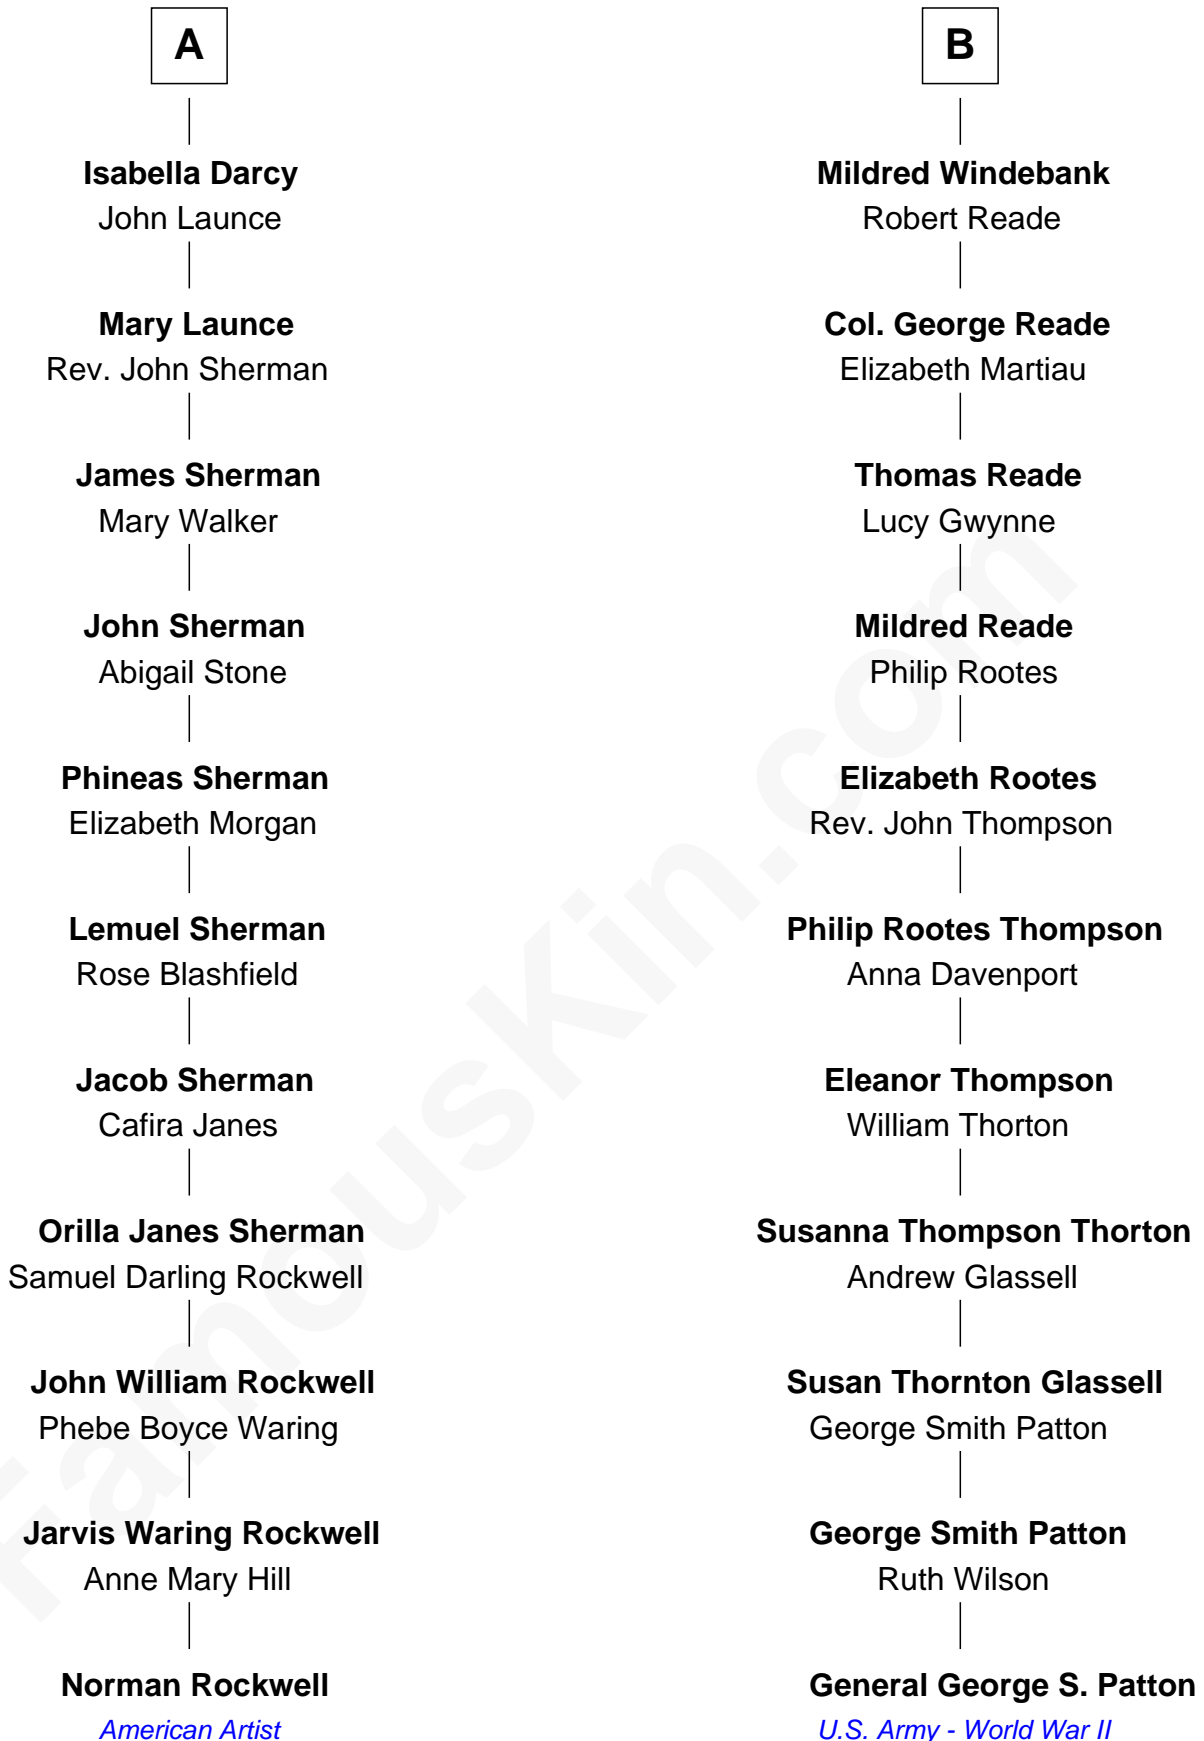 A
Isabella Darcy
John Launce
Mary Launce
Rev. John Sherman
James Sherman
Mary Walker
John Sherman
Abigail Stone
Phineas Sherman
Elizabeth Morgan
Lemuel Sherman
Rose Blashfield
Jacob Sherman
Cafira Janes
Orilla Janes Sherman
Samuel Darling Rockwell
John William Rockwell
Phebe Boyce Waring
Jarvis Waring Rockwell
Anne Mary Hill
Norman Rockwell
American Artist
B
Mildred Windebank
Robert Reade
Col. George Reade
Elizabeth Martiau
Thomas Reade
Lucy Gwynne
Mildred Reade
Philip Rootes
Elizabeth Rootes
Rev. John Thompson
Philip Rootes Thompson
Anna Davenport
Eleanor Thompson
William Thorton
Susanna Thompson Thorton
Andrew Glassell
Susan Thornton Glassell
George Smith Patton
George Smith Patton
Ruth Wilson
General George S. Patton
U.S. Army - World War II
FamousKin.com